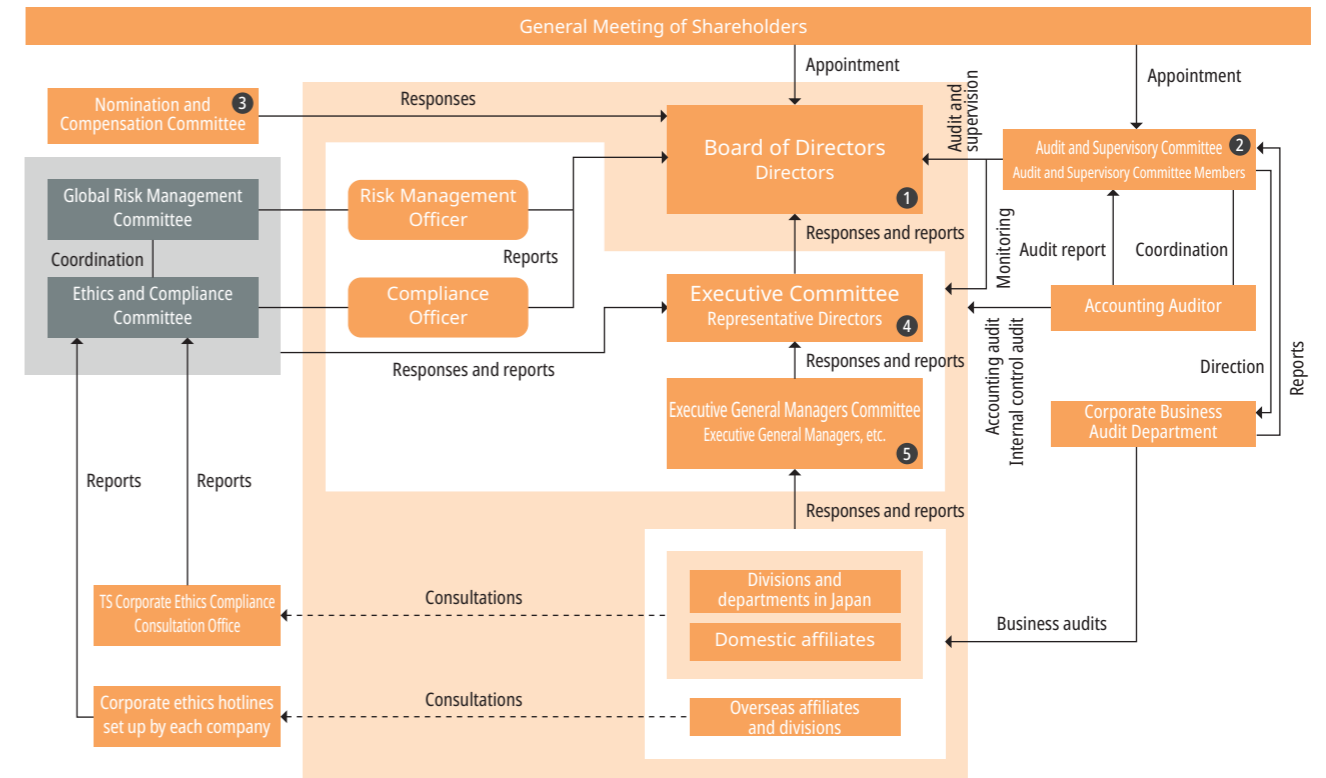 General Meeting of Shareholders
Appointment
Appointment
Nomination and
Compensation Committee
3
Responses
Board of Directors
Directors
1
Audit and
supervision
Audit and Supervisory Committee
Audit and Supervisory Committee Members
2
Global Risk Management
Committee
Risk Management
Officer
Coordination
Reports
Responses and reports
Monitoring
Audit report
Coordination
Ethics and Compliance
Committee
Compliance
Officer
Executive Committee
Representative Directors
4
Accounting Auditor
Responses and reports
Responses and reports
Accounting audit
Internal control audit
Direction
Reports
Executive General Managers Committee
Executive General Managers, etc.
5
Corporate Business
Audit Department
Reports
Reports
Responses and reports
TS Corporate Ethics Compliance
Consultation Office
Consultations
Divisions and
departments in Japan
Domestic affiliates
Business audits
Corporate ethics hotlines
set up by each company
Consultations
Overseas affiliates
and divisions